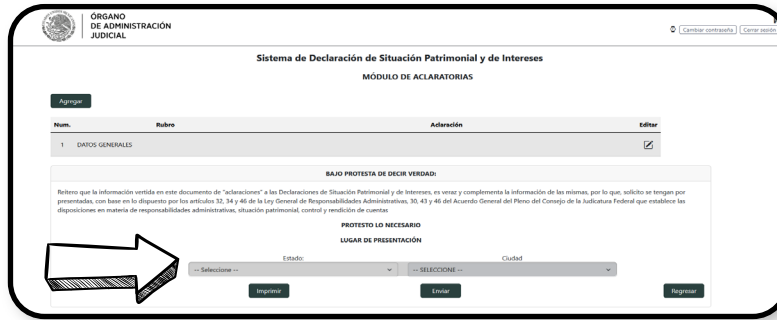 ÓRGANO
DE ADMINISTRACIÓN
JUDICIAL
Cambiar contraseña Cerrar sesión
Sistema de Declaración de Situación Patrimonial y de Intereses
MÓDULO DE ACLARATORIAS
Agregar
Num. Rubro Aclaración Editar
1 DATOS GENERALES
BAJO PROTESTA DE DECIR VERDAD:
Reitero que la información vertida en este documento de "aclaraciones" a las Declaraciones de Situación Patrimonial y de Intereses, es veraz y complementa la información de las mismas, por lo que, solicito se tengan por
presentadas, con base en lo dispuesto por los artículos 32, 34 y 46 de la Ley General de Responsabilidades Administrativas, 30, 43 y 46 del Acuerdo General del Pleno del Consejo de la Judicatura Federal que establece las
disposiciones en materia de responsabilidades administrativas, situación patrimonial, control y rendición de cuentas
PROTESTO LO NECESARIO
LUGAR DE PRESENTACIÓN
Estado: Ciudad
-- Seleccione -- -- SELECCIONE --
Imprimir Enviar Regresar